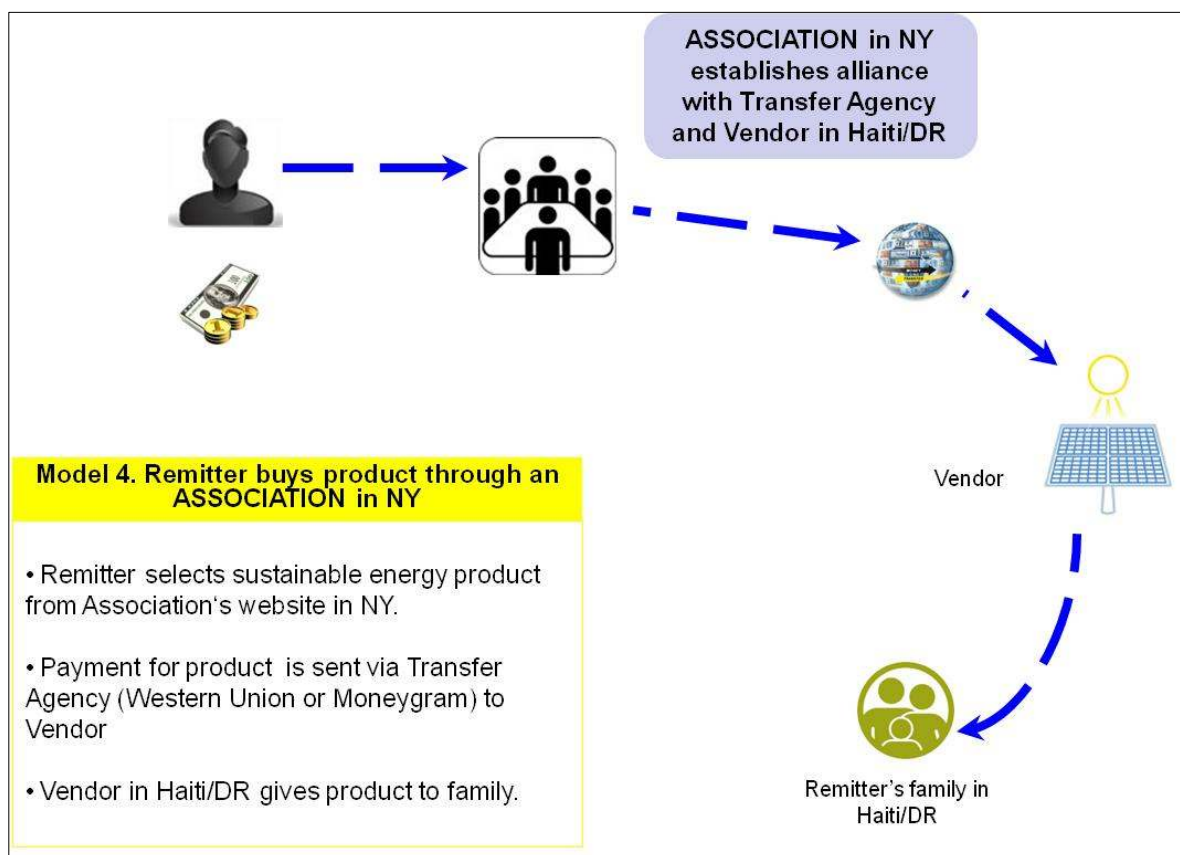 ASSOCIATION in NY
establishes alliance
with Transfer Agency
and Vendor in Haiti/DR
Vendor
Model 4. Remitter buys product through an
ASSOCIATION in NY
• Remitter selects sustainable energy product
from Association‘s website in NY.
• Payment for product  is sent via Transfer
Agency (Western Union or Moneygram) to
Vendor
• Vendor in Haiti/DR gives product to family.
Remitter’s family in
Haiti/DR